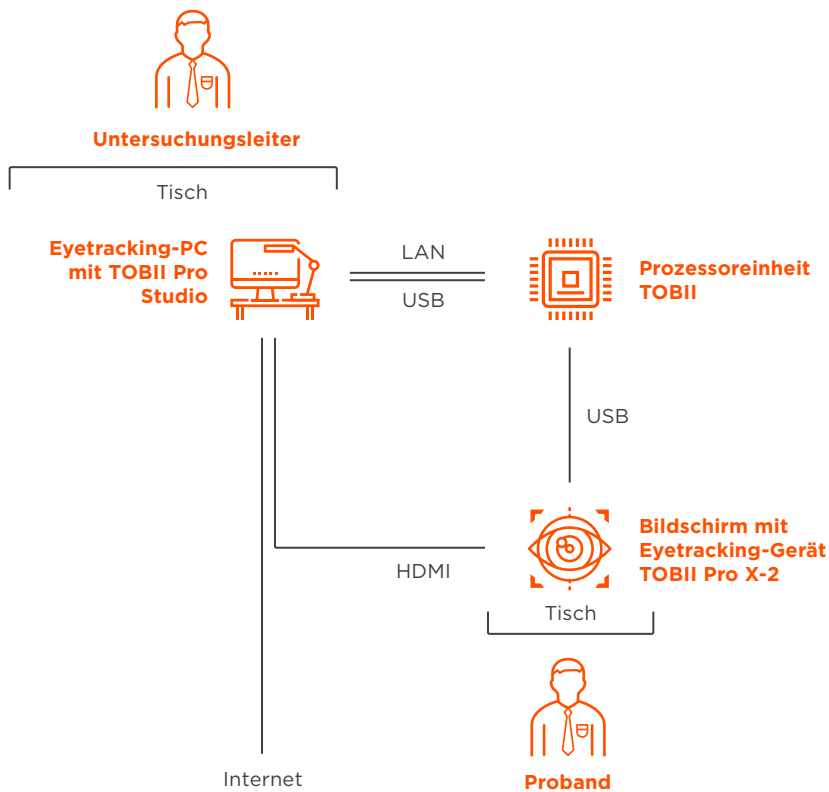 Untersuchungsleiter
Tisch
Eyetracking-PC
mit TOBII Pro
Studio
LAN
USB
Prozessoreinheit
TOBII
USB
Bildschirm mit
Eyetracking-Gerät
TOBII Pro X-2
HDMI
Tisch
Internet
Proband